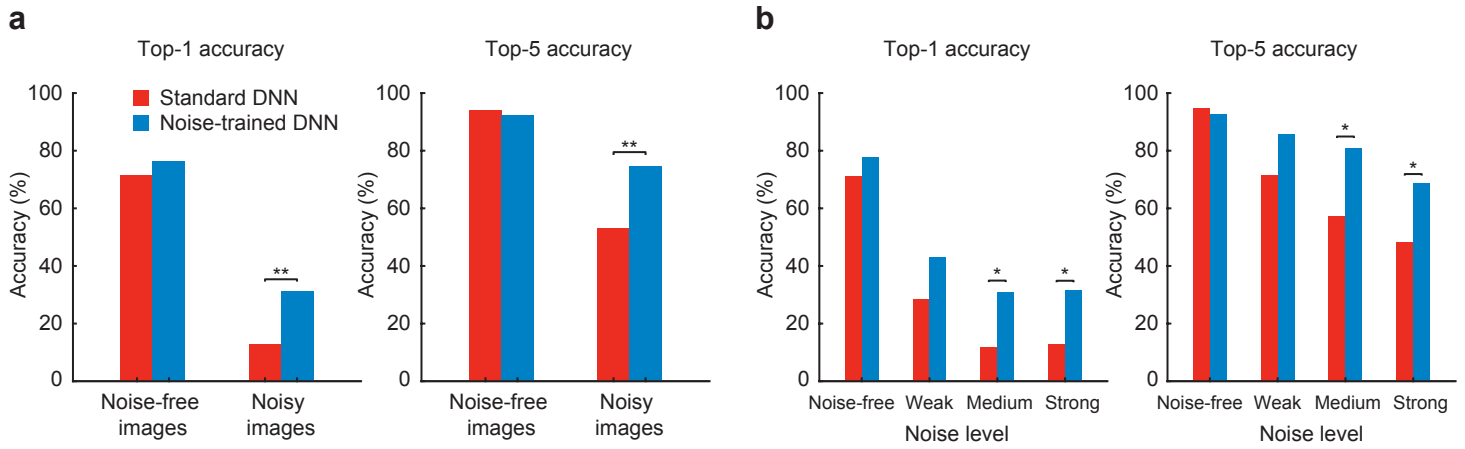 a
Top-1 accuracy
Accuracy (%)
100
80
60
40
20
0
Standard DNN
Noise-trained DNN
**
Noise-free
images
Noisy
images
Top-5 accuracy
Accuracy (%)
100
80
60
40
20
0
**
Noise-free
images
Noisy
images
b
Top-1 accuracy
Accuracy (%)
100
80
60
40
20
0
*
*
Noise-free Weak Medium Strong
Noise level
Top-5 accuracy
Accuracy (%)
100
80
60
40
20
0
*
*
Noise-free Weak Medium Strong
Noise level